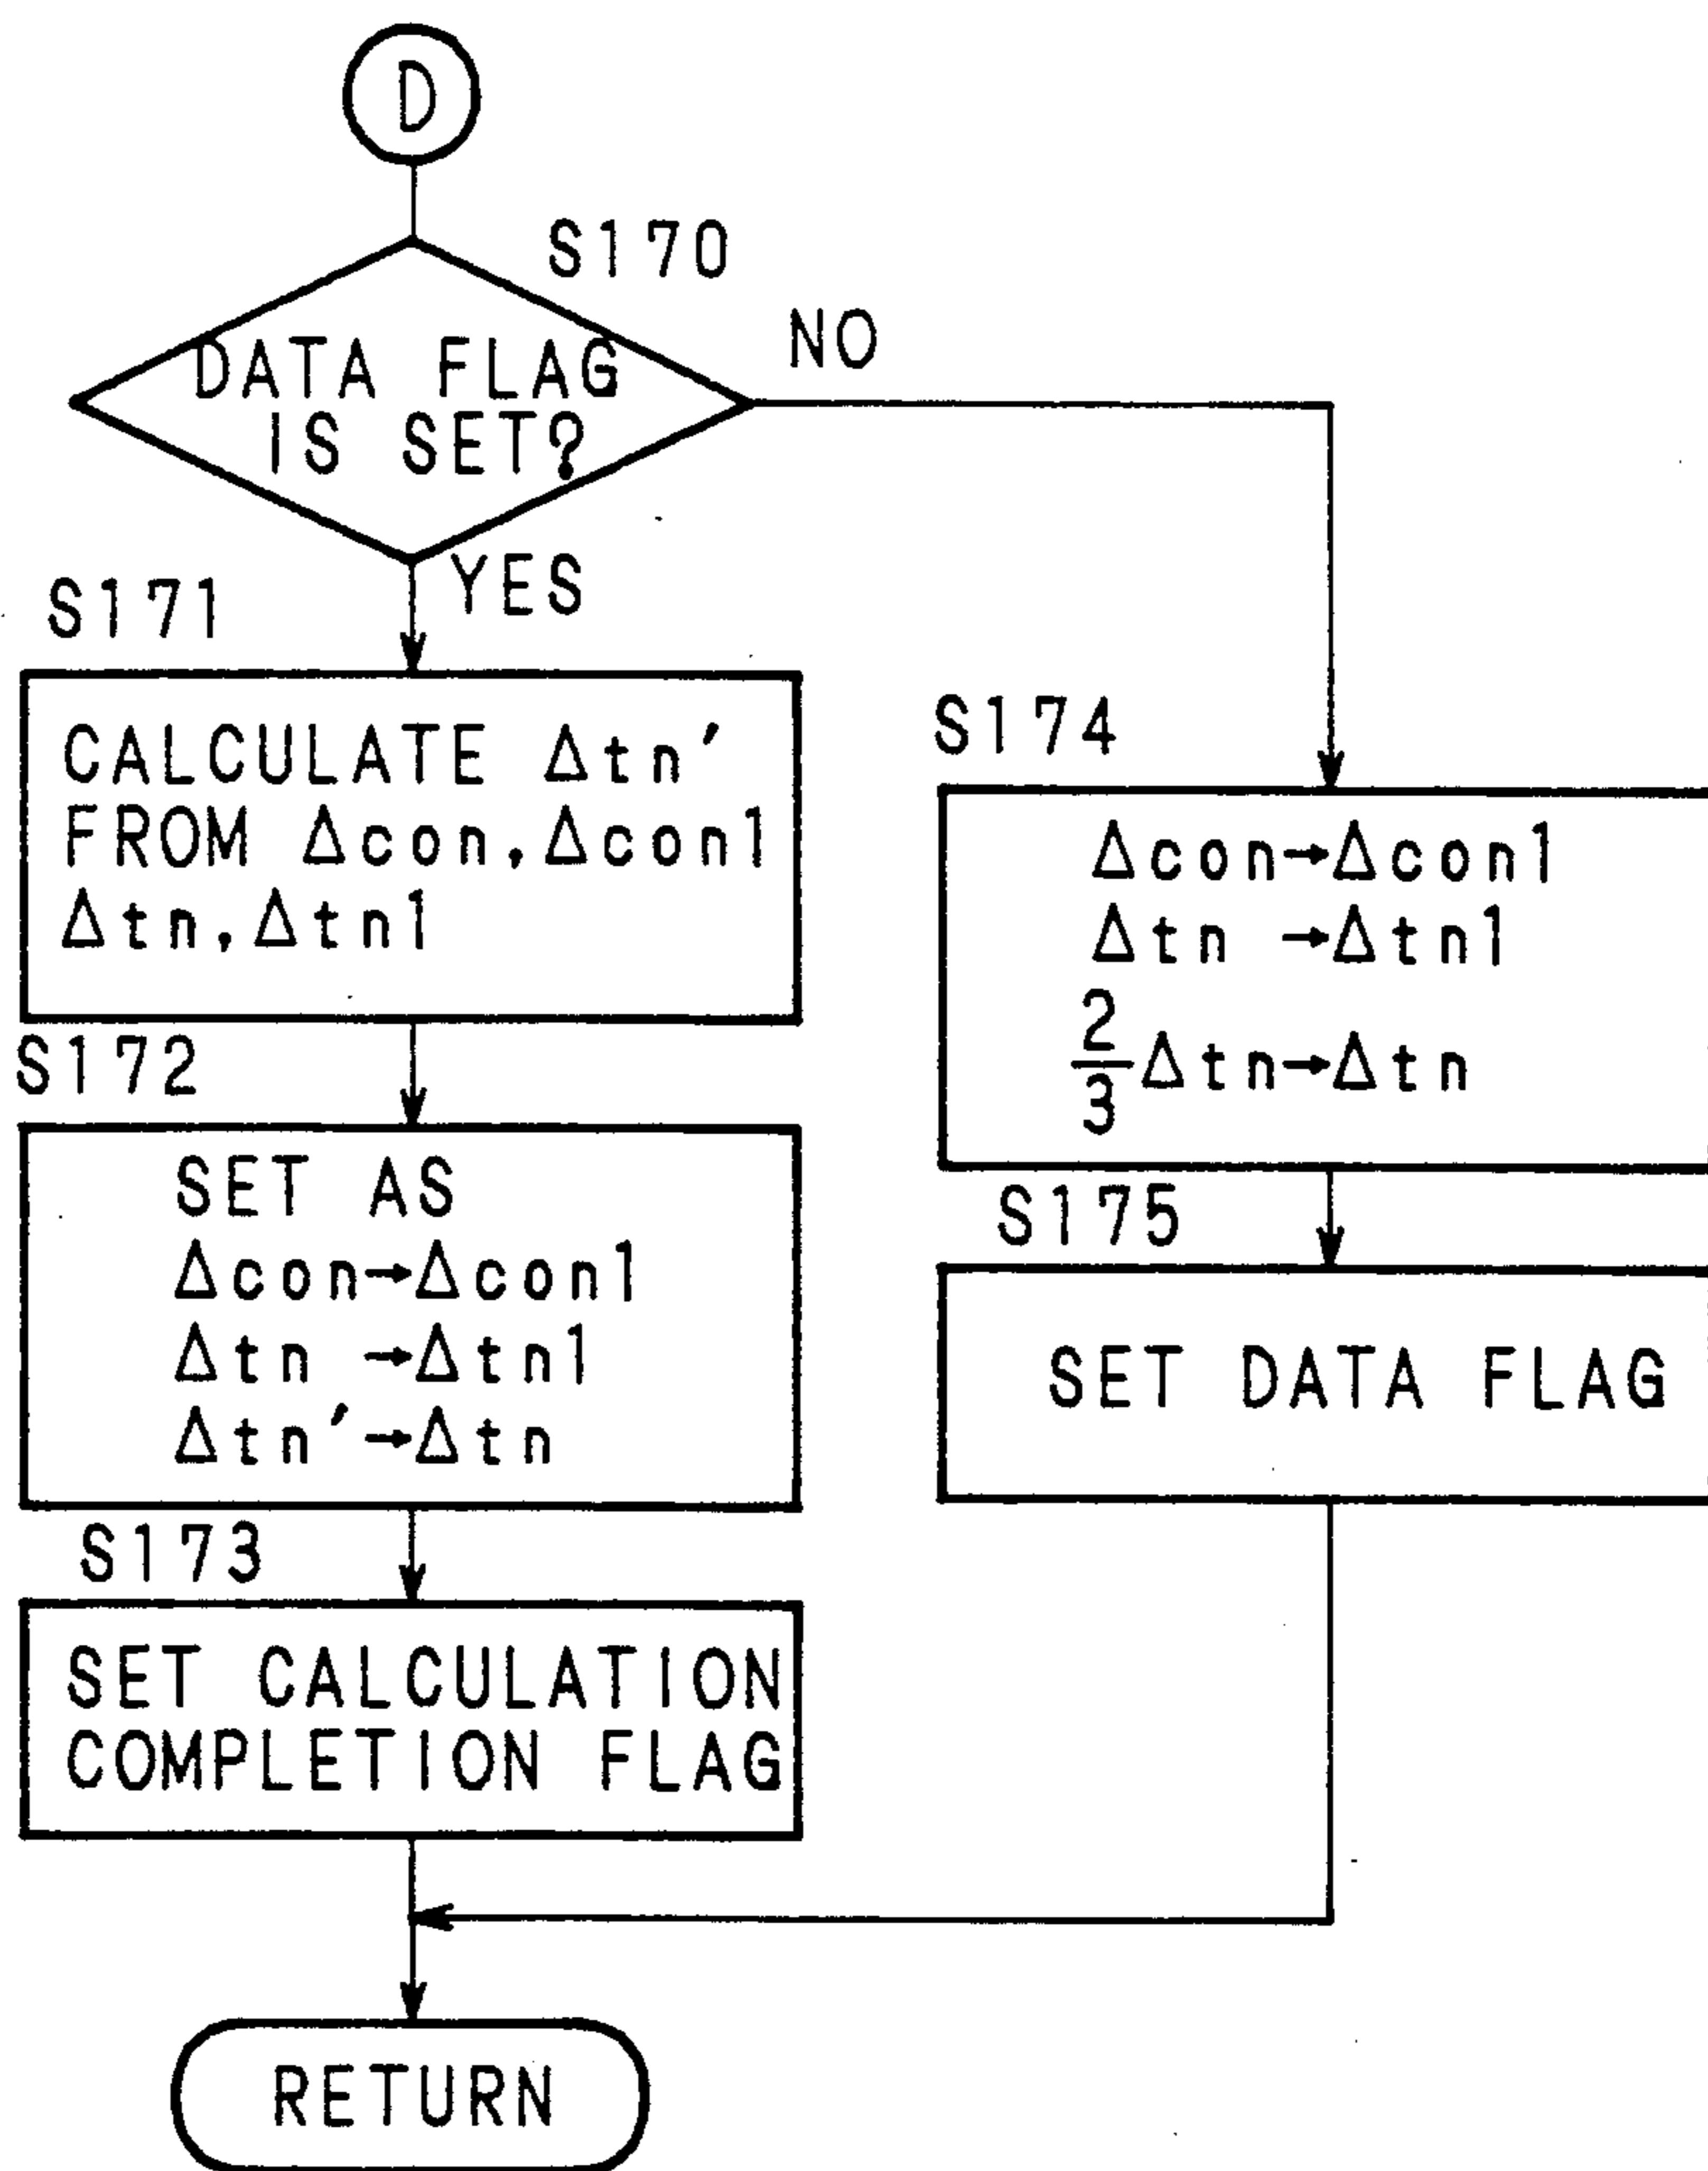 D
S170
DATA FLAG
IS SET?
NO
YES
S171
CALCULATE Δtn′
FROM Δcon,Δcon1
Δtn,Δtn1
S172
SET AS
Δcon→Δcon1
Δtn →Δtn1
Δtn′→Δtn
S173
SET CALCULATION
COMPLETION FLAG
S174
Δcon→Δcon1
Δtn →Δtn1
2/3 Δtn→Δtn
S175
SET DATA FLAG
RETURN